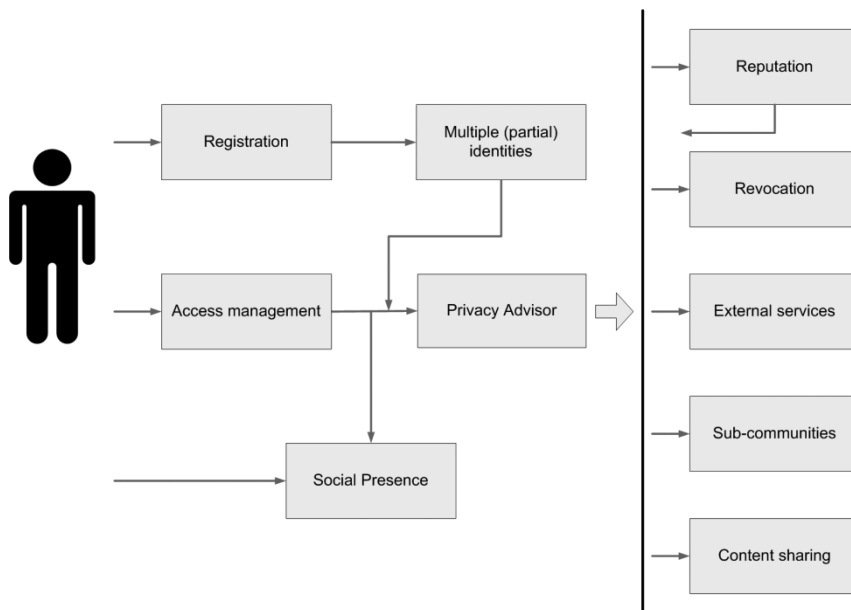 Reputation
Registration
Multiple (partial)
identities
Revocation
Access management
Privacy Advisor
External services
Sub-communities
Social Presence
Content sharing